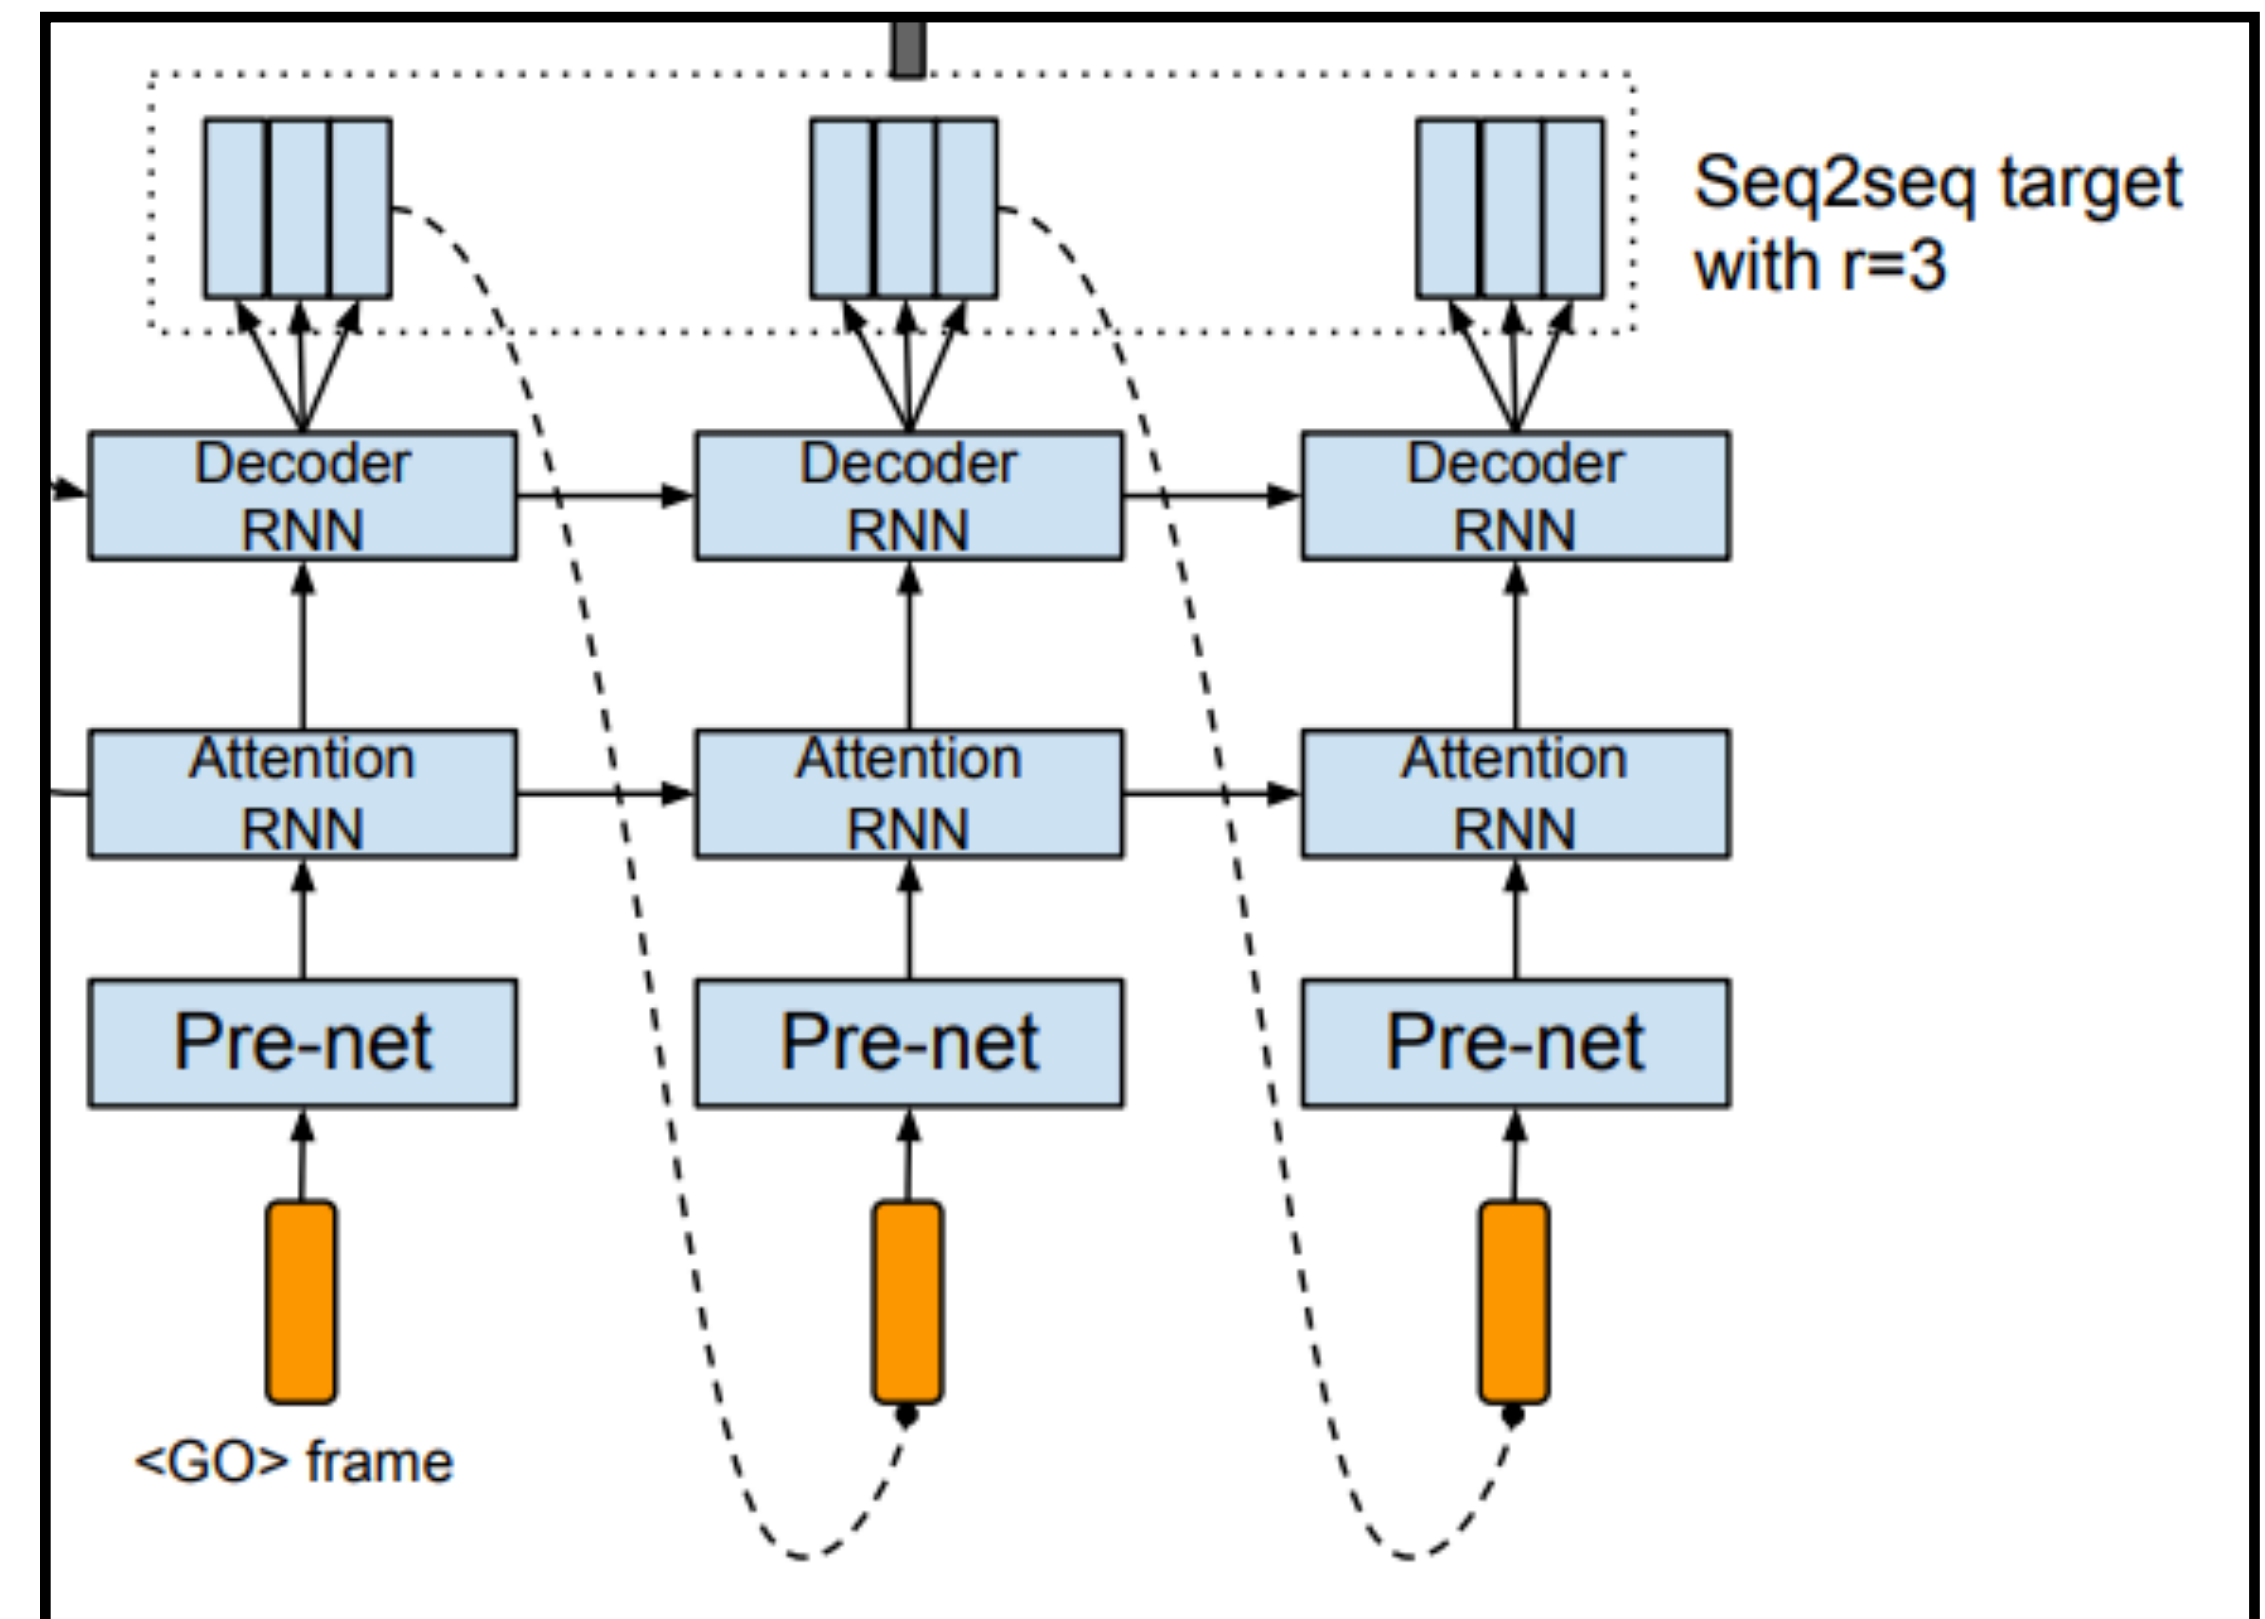 Seq2seq target
with r=3
Decoder
RNN
Decoder
RNN
Decoder
RNN
Attention
RNN
Attention
RNN
Attention
RNN
Pre-net
Pre-net
Pre-net
<GO> frame